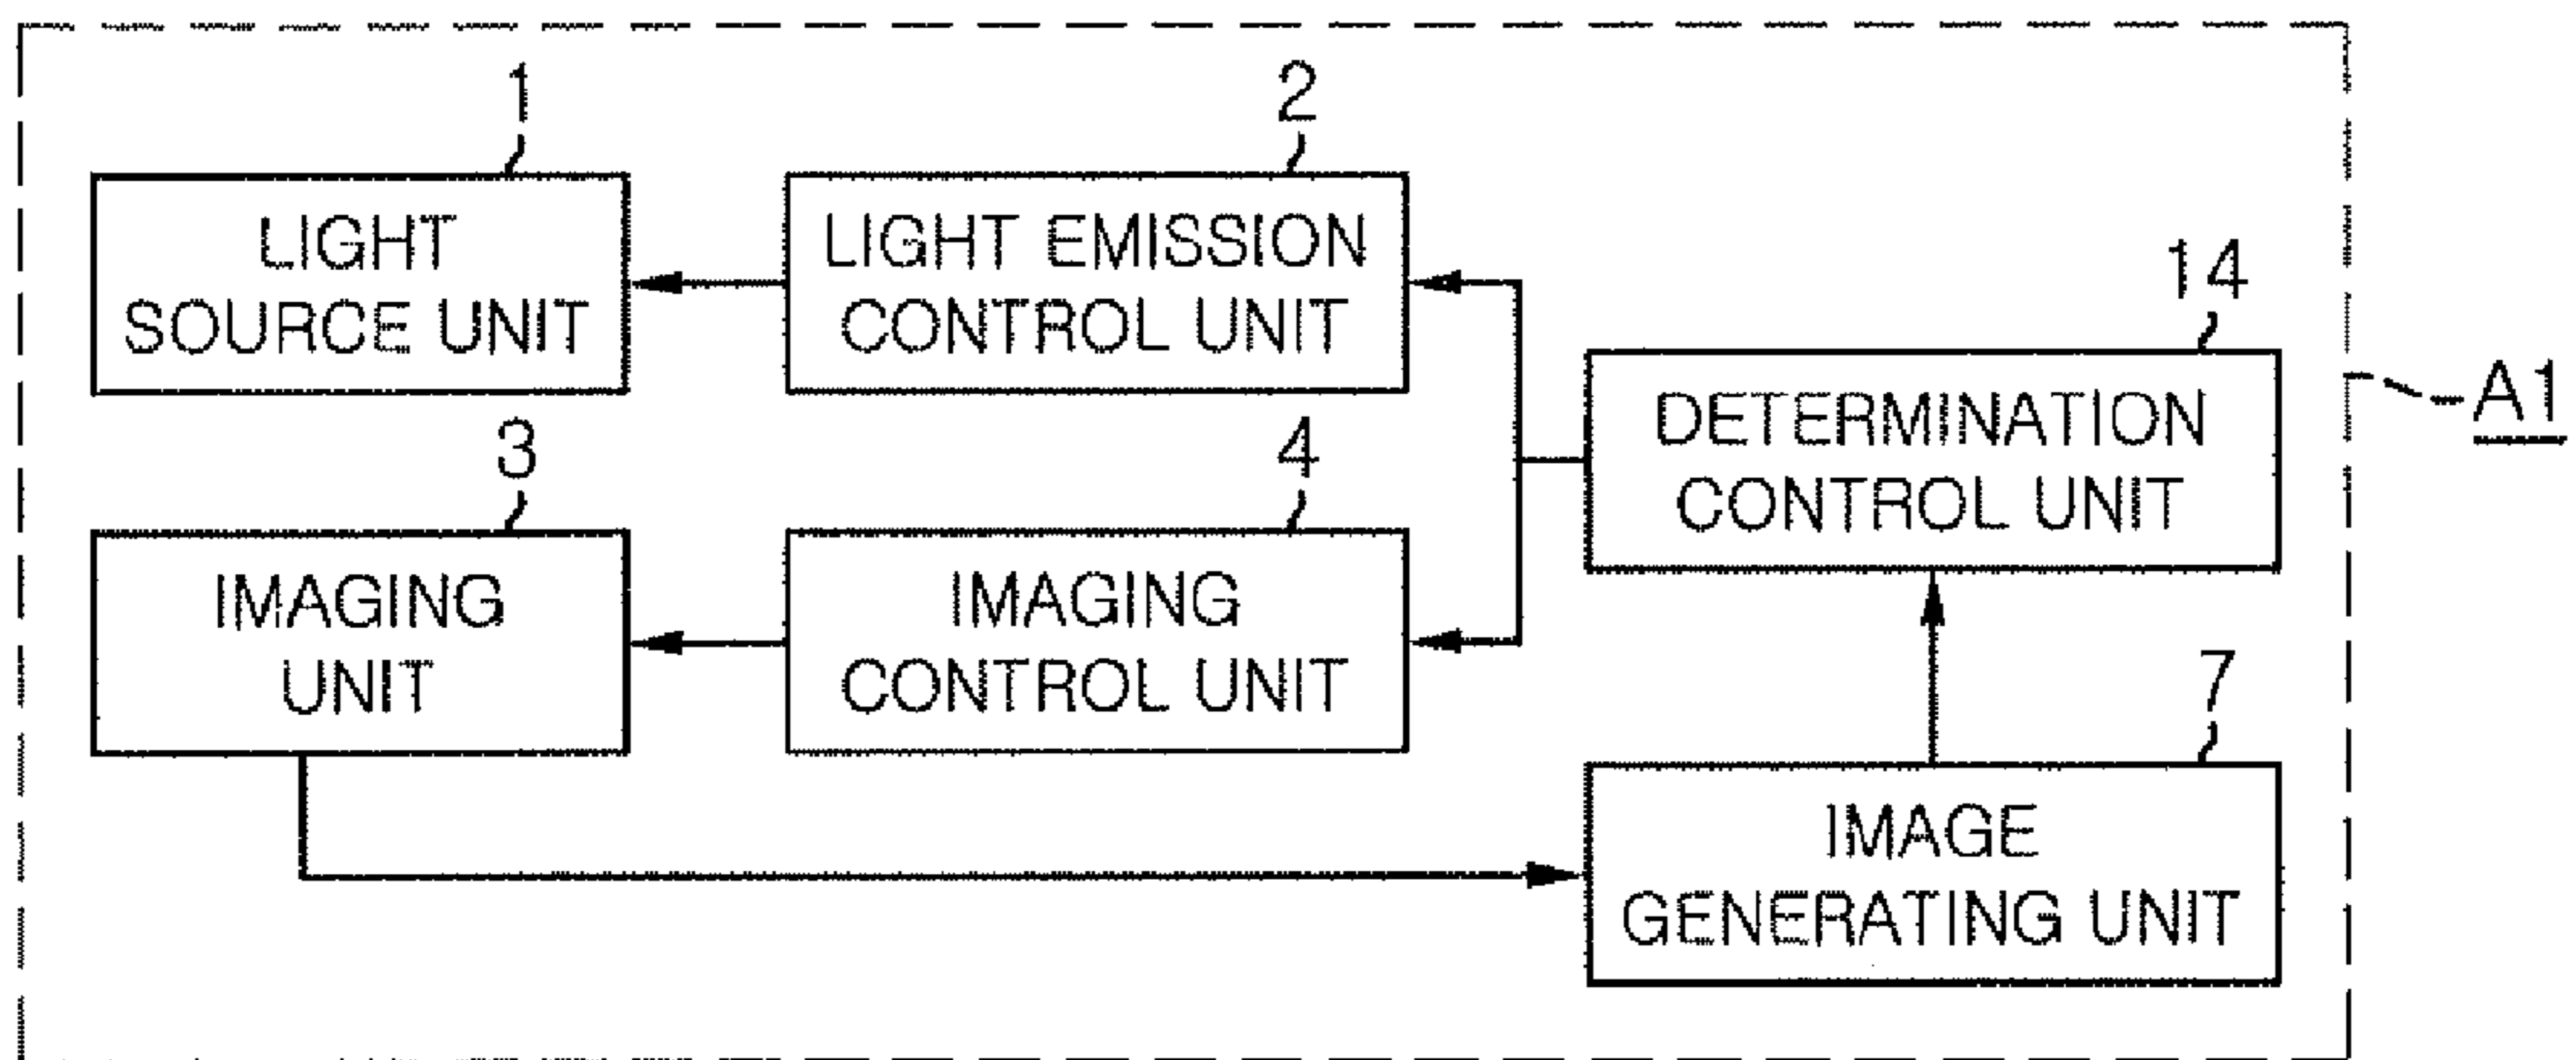 1
LIGHT
SOURCE UNIT
2
LIGHT EMISSION
CONTROL UNIT
14
DETERMINATION
CONTROL UNIT
A1
3
IMAGING
UNIT
4
IMAGING
CONTROL UNIT
7
IMAGE
GENERATING UNIT